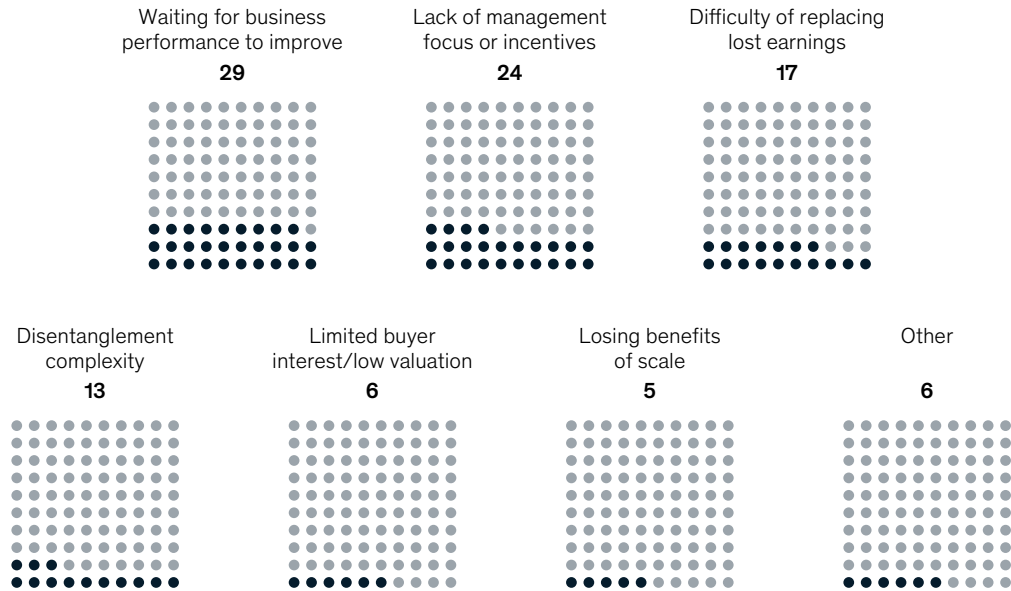 Waiting for business
performance to improve
29
Lack of management
focus or incentives
24
Difficulty of replacing
lost earnings
17
Disentanglement
complexity
13
Limited buyer
interest/low valuation
6
Losing benefits
of scale
5
Other
6